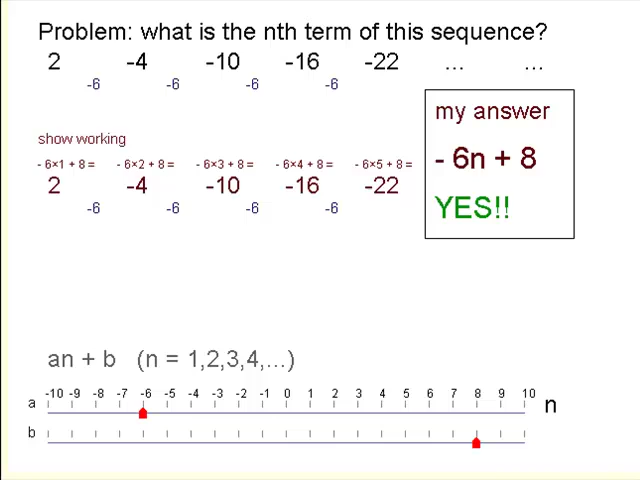 Problem: what is the nth term of this sequence?
2 -4 -10 -16 -22 ... ...
-6 -6 -6 -6
my answer
show working
- 6n + 8
- 6×1 + 8 = - 6×2 + 8 = - 6×3 + 8 = - 6×4 + 8 = - 6×5 + 8 =
2 -4 -10 -16 -22
-6 -6 -6 -6
YES!!
an + b (n = 1,2,3,4,...)
-10 -9 -8 -7 -6 -5 -4 -3 -2 -1 0 1 2 3 4 5 6 7 8 9 10
a
n
b